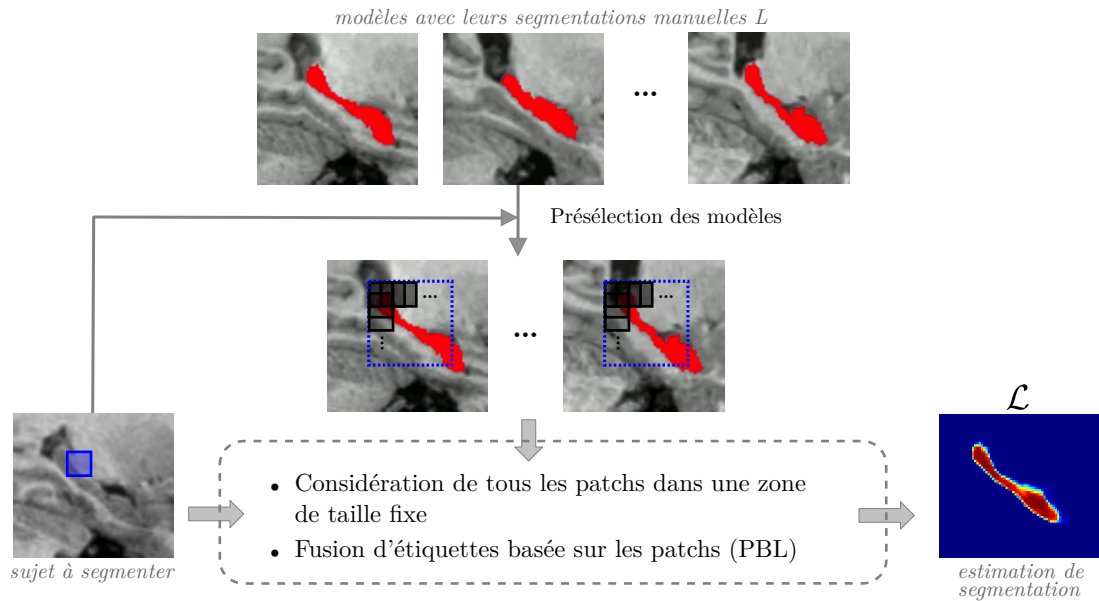 modèles avec leurs segmentations manuelles L
...
Présélection des modèles
...
...
...
⋮
⋮
ℒ
• Considération de tous les patchs dans une zone
de taille fixe
• Fusion d'étiquettes basée sur les patchs (PBL)
sujet à segmenter
estimation de
segmentation